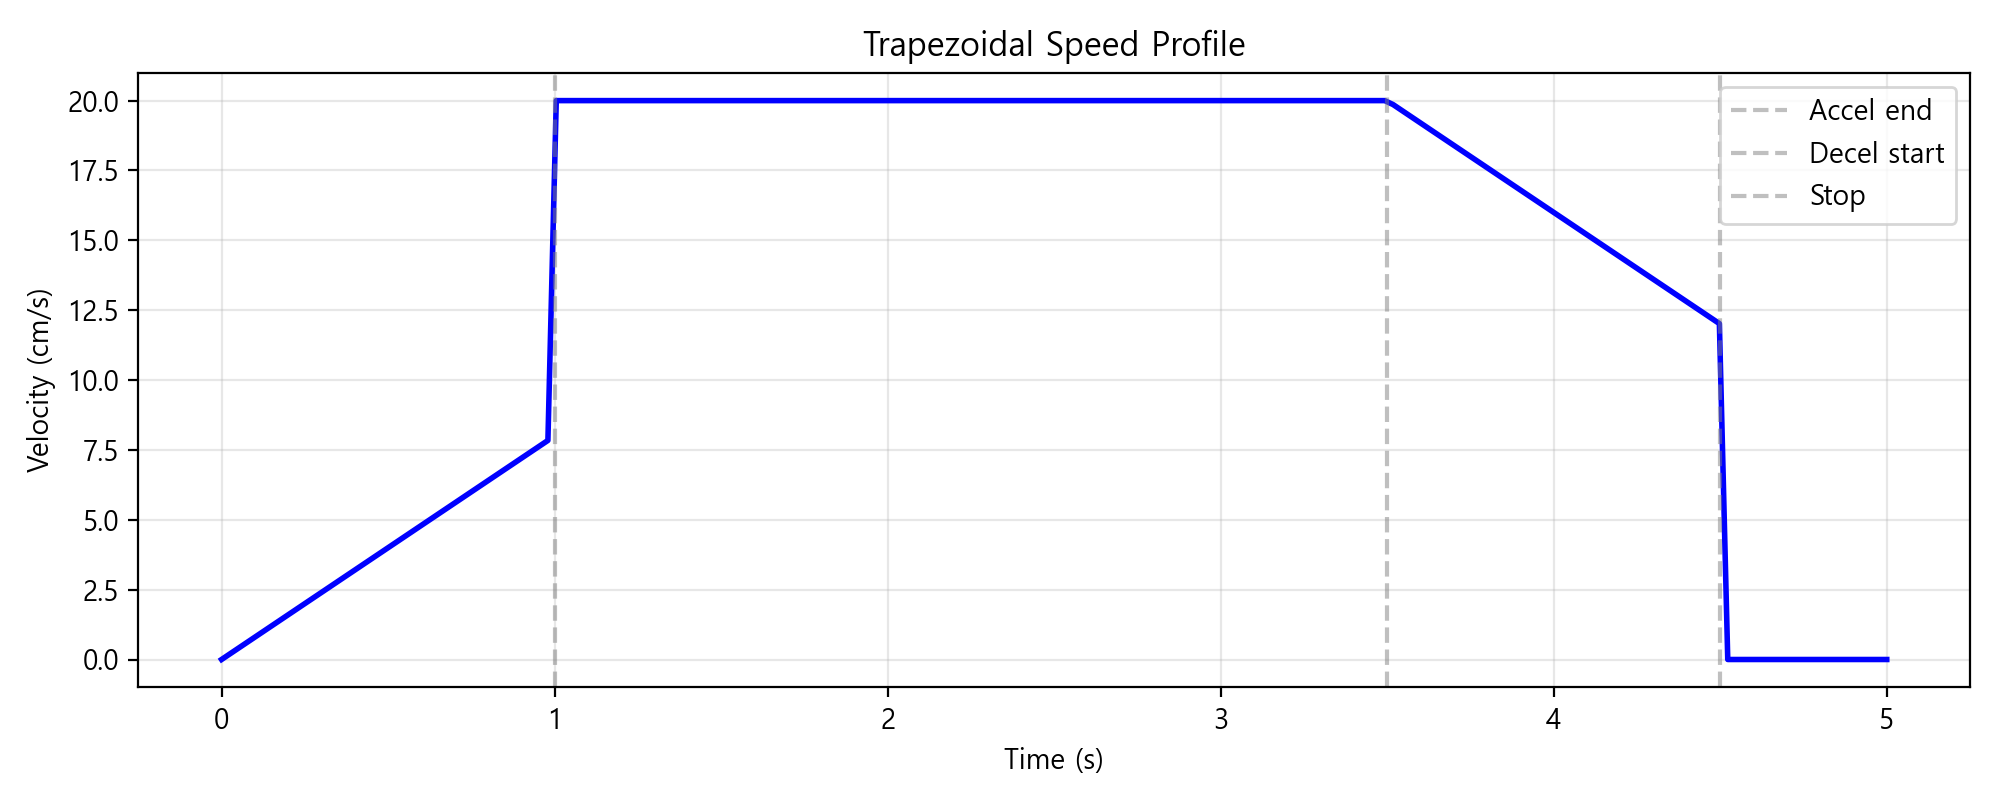 Trapezoidal Speed Profile
20.0
17.5
15.0
12.5
10.0
7.5
5.0
2.5
0.0
Velocity (cm/s)
Accel end
Decel start
Stop
0 1 2 3 4 5
Time (s)